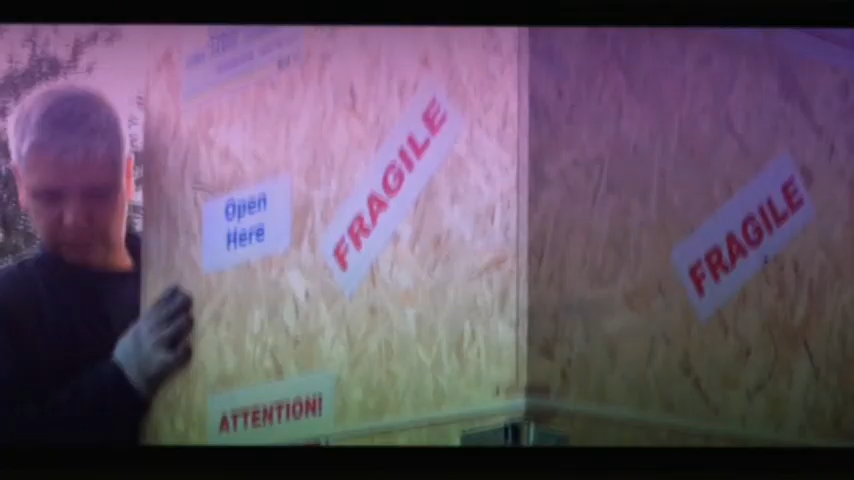 FRAGILE
Open
Here
FRAGILE
ATTENTION!